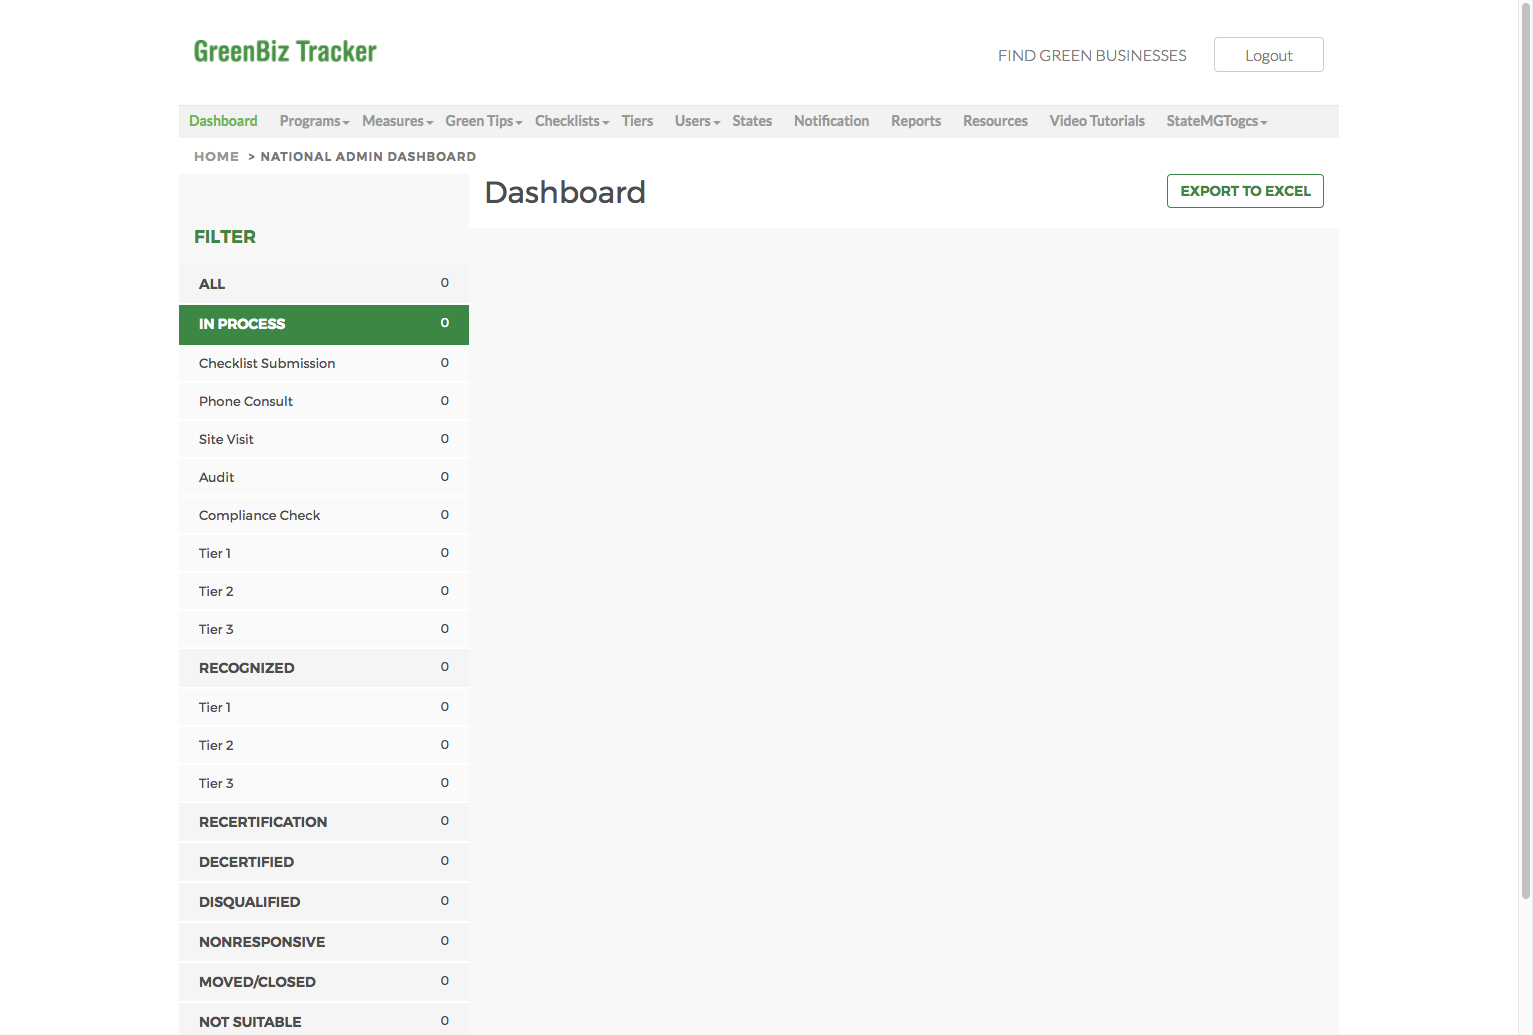 GreenBiz Tracker
FIND GREEN BUSINESSES Logout
Dashboard Programs Measures Green Tips Checklists Tiers Users States Notification Reports Resources Video Tutorials StateMGTogcs
HOME > NATIONAL ADMIN DASHBOARD
Dashboard
EXPORT TO EXCEL
FILTER
ALL 0
IN PROCESS 0
Checklist Submission 0
Phone Consult 0
Site Visit 0
Audit 0
Compliance Check 0
Tier 1 0
Tier 2 0
Tier 3 0
RECOGNIZED 0
Tier 1 0
Tier 2 0
Tier 3 0
RECERTIFICATION 0
DECERTIFIED 0
DISQUALIFIED 0
NONRESPONSIVE 0
MOVED/CLOSED 0
NOT SUITABLE 0